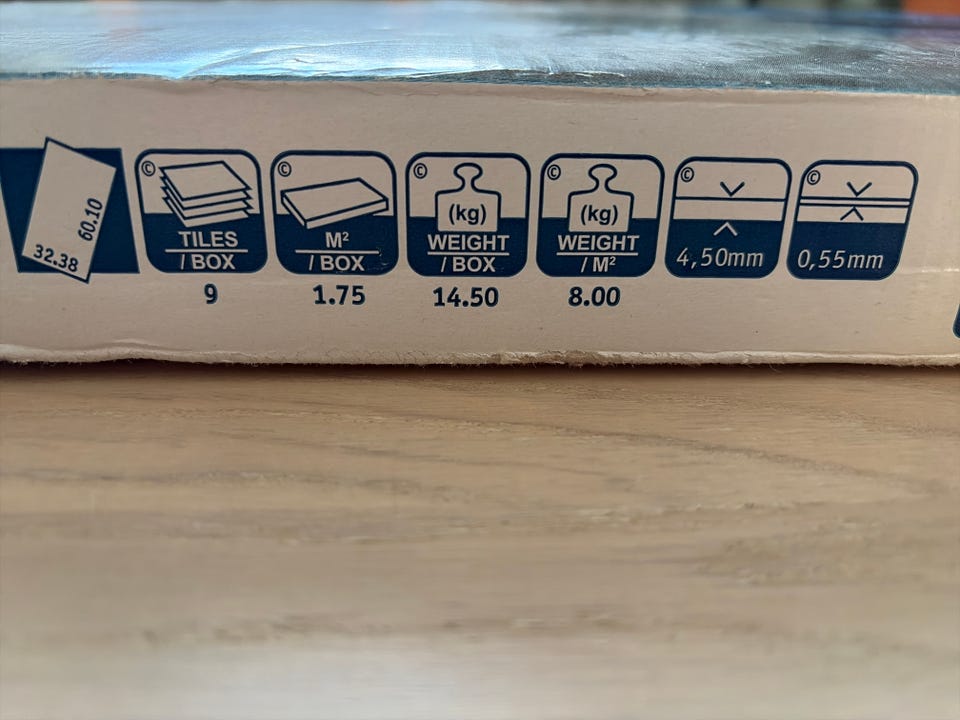 32.38
60.10
© TILES
/ BOX
9
© M²
/ BOX
1.75
© (kg)
WEIGHT
/ BOX
14.50
© (kg)
WEIGHT
/ M²
8.00
© 4,50mm
© 0,55mm